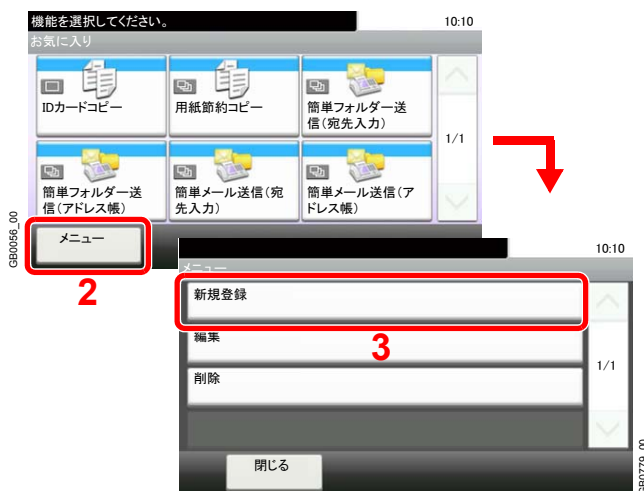 機能を選択してください。
10:10
お気に入り
IDカードコピー
用紙節約コピー
簡単フォルダー送
信(宛先入力)
1/1
簡単フォルダー送
信(アドレス帳)
簡単メール送信(宛
先入力)
簡単メール送信(ア
ドレス帳)
メニュー
GB0056_00
2
10:10
メニュー
新規登録
編集
3
1/1
削除
閉じる
GB0779_00